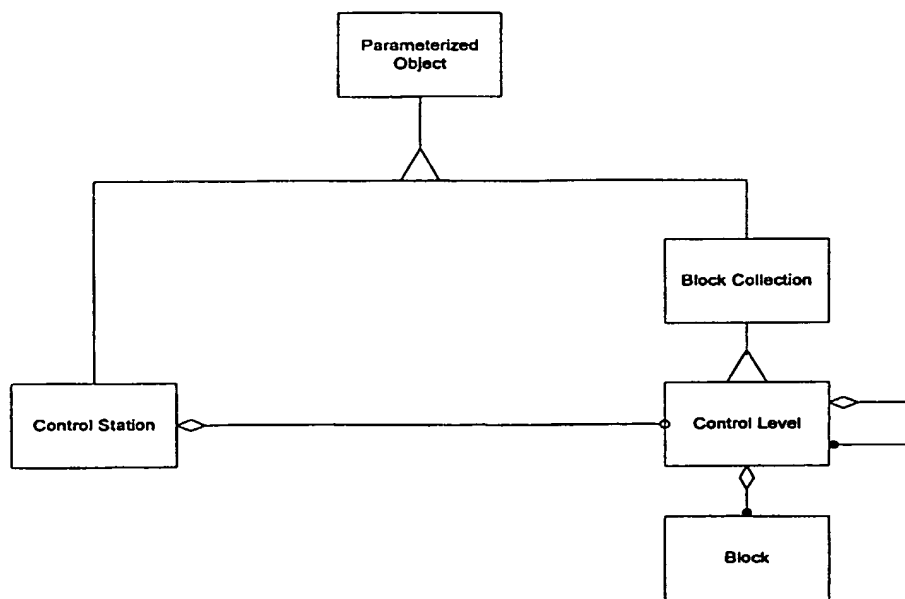 Parameterized
Object
Block Collection
Control Station
Control Level
Block